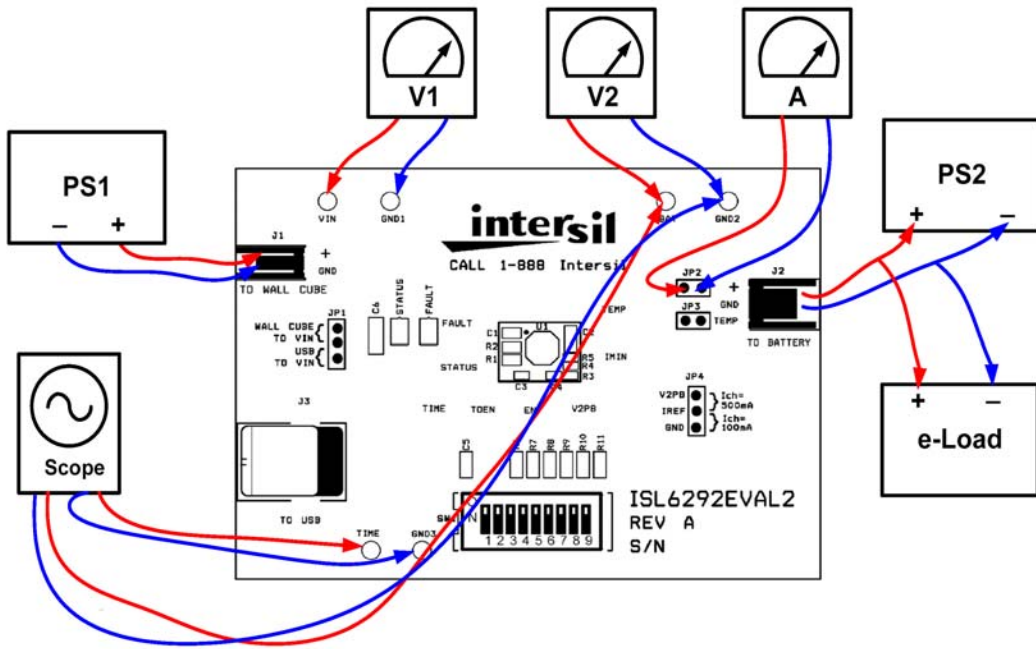 V1
V2
A
PS1
– +
PS2
+ –
VIN
GND1
GND2
intersil
CALL 1-888 Intersil
J1
+
GND
TO WALL CUBE
JP1
WALL CUBE
TO VIN
USB
TO VIN
C6
STATUS
FAULT
FAULT
STATUS
TEMP
U1
C1
R2
R1
C3
R5
R4
R3
IMIN
TIME
TOEN
V2PB
JP2
JP3
TEMP
+
GND
J2
TO BATTERY
JP4
V2PB
IREF
GND
Ich=
500mA
Ich=
100mA
+ –
e-Load
Scope
J3
TO USB
TIME
GND3
C5
R7
R8
R9
R10
R11
1 2 3 4 5 6 7 8 9
ISL6292EVAL2
REV A
S/N